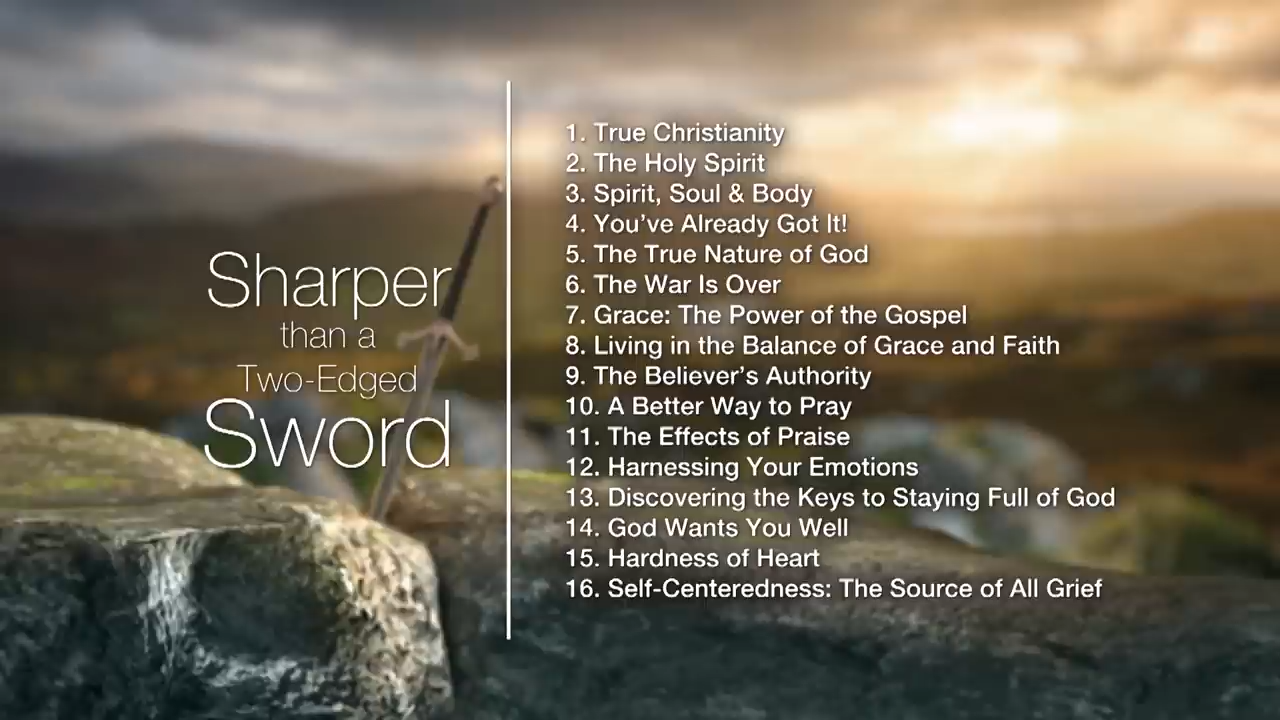 Sharper
than a
Two-Edged
Sword
1. True Christianity
2. The Holy Spirit
3. Spirit, Soul & Body
4. You’ve Already Got It!
5. The True Nature of God
6. The War Is Over
7. Grace: The Power of the Gospel
8. Living in the Balance of Grace and Faith
9. The Believer’s Authority
10. A Better Way to Pray
11. The Effects of Praise
12. Harnessing Your Emotions
13. Discovering the Keys to Staying Full of God
14. God Wants You Well
15. Hardness of Heart
16. Self-Centeredness: The Source of All Grief